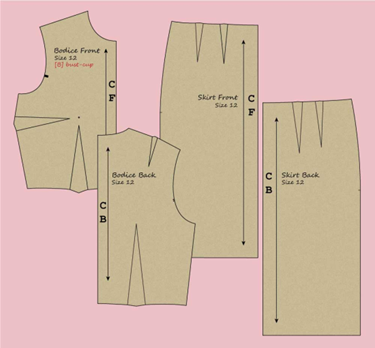 Bodice Front
Size 12
[B] bust-cup
C
F
Skirt Front
Size 12
C
F
Bodice Back
Size 12
C
B
Skirt Back
Size 12
C
B